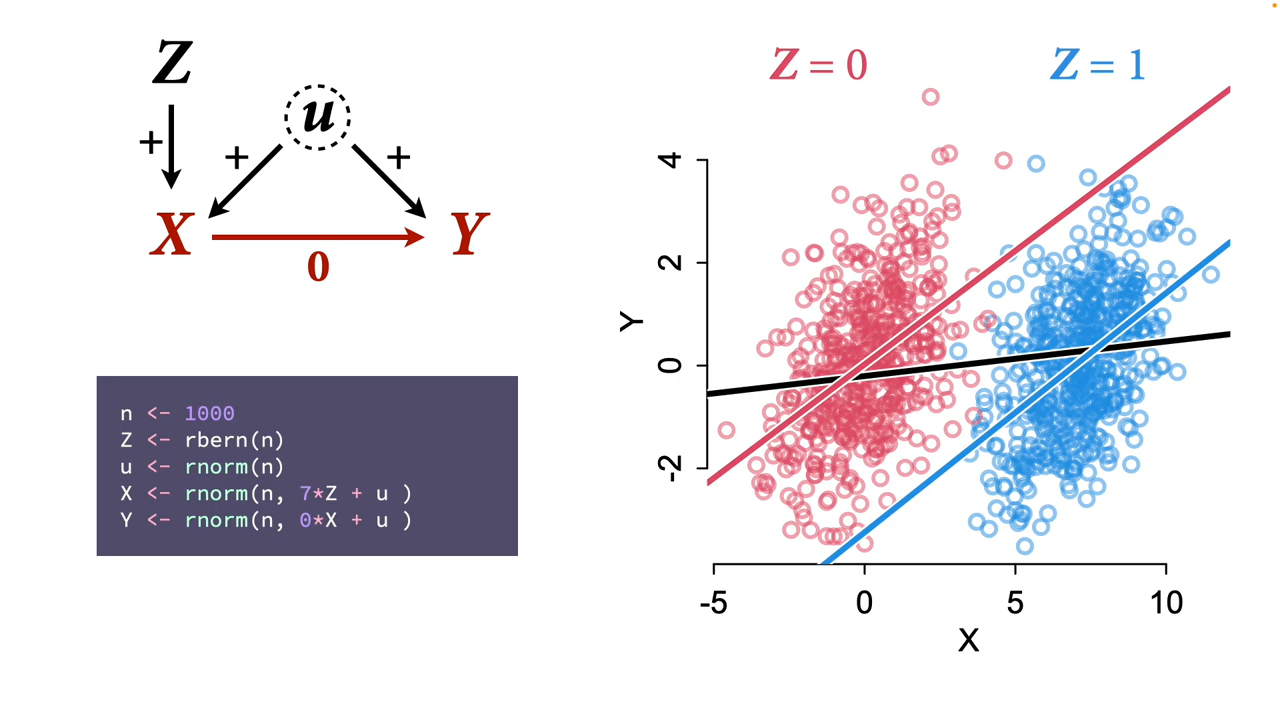 Z
u
+
+
+
X
Y
0
n <- 1000
Z <- rbern(n)
u <- rnorm(n)
X <- rnorm(n, 7*Z + u )
Y <- rnorm(n, 0*X + u )
Z = 0
Z = 1
4
2
0
-2
Y
-5
0
5
10
X